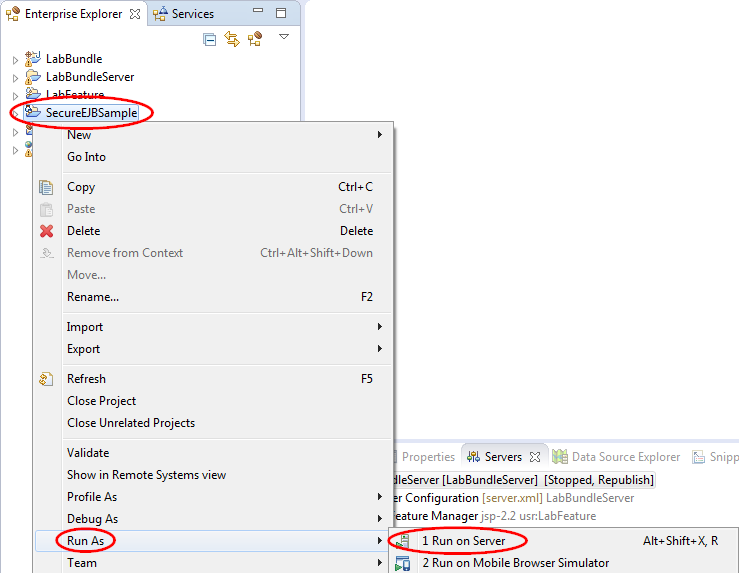 Enterprise Explorer
Services
LabBundle
LabBundleServer
LabFeature
SecureEJBSample
New
Go Into
Copy Ctrl+C
Paste Ctrl+V
Delete Delete
Remove from Context Ctrl+Alt+Shift+Down
Move...
Rename... F2
Import
Export
Refresh F5
Close Project
Close Unrelated Projects
Validate
Show in Remote Systems view
Profile As
Debug As
Run As
Team
Properties Servers Data Source Explorer Snipp
dleServer [LabBundleServer] [Stopped, Republish]
er Configuration [server.xml] LabBundleServer
eature Manager jsp-2.2 usr:LabFeature
1 Run on Server Alt+Shift+X, R
2 Run on Mobile Browser Simulator